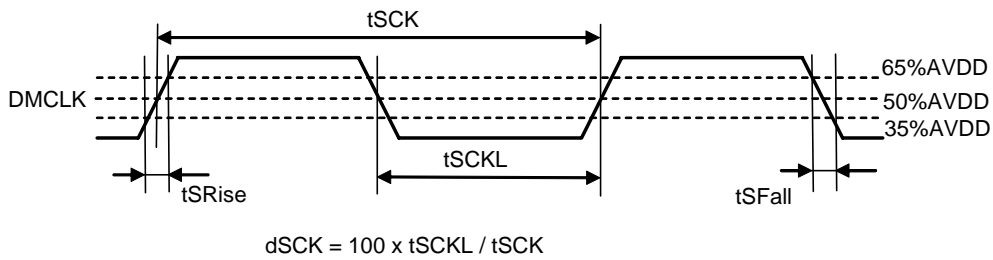 tSCK
65%AVDD
DMCLK
50%AVDD
35%AVDD
tSCKL
tSRise
tSFall
dSCK = 100 x tSCKL / tSCK